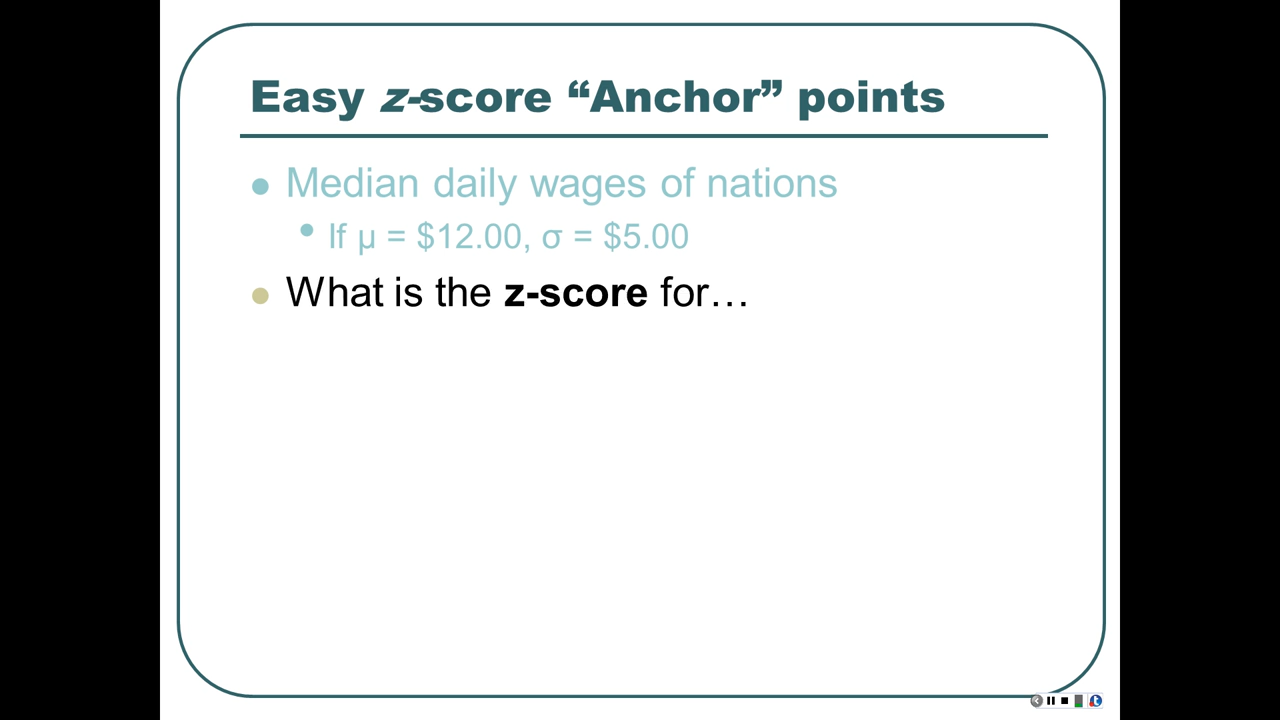 Easy z-score “Anchor” points
Median daily wages of nations
If μ = $12.00, σ = $5.00
What is the z-score for…